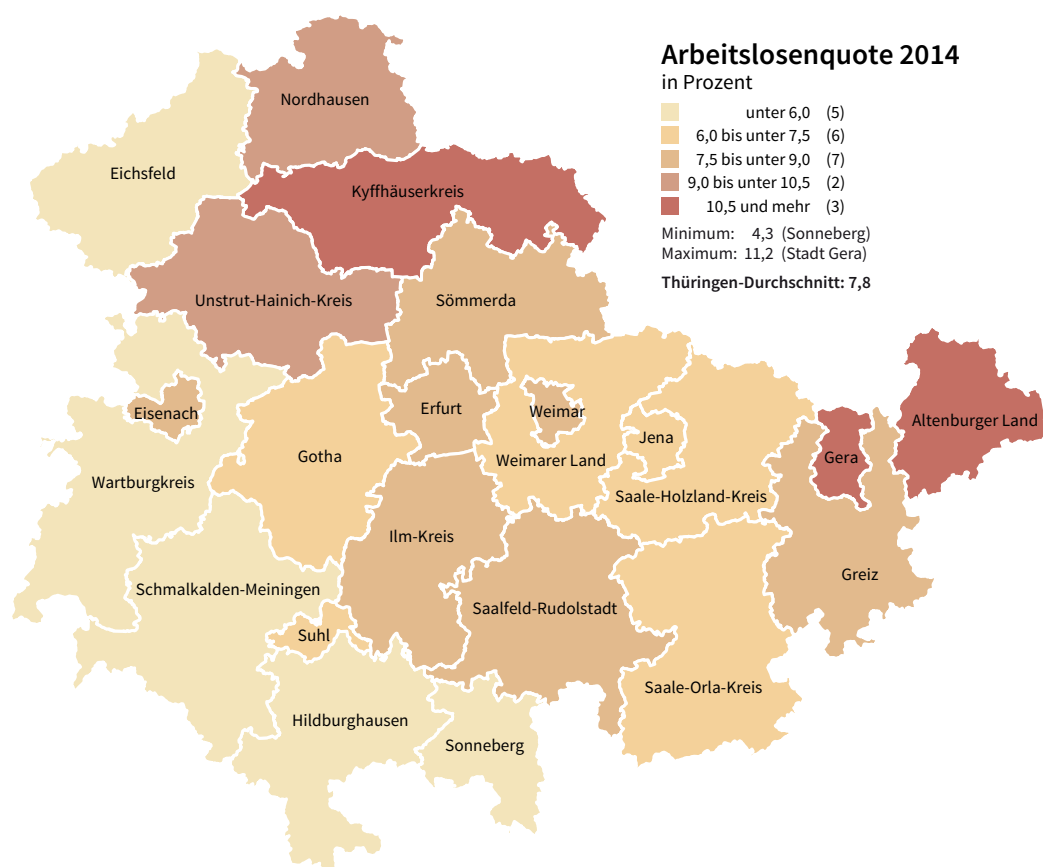 Arbeitslosenquote 2014
in Prozent
unter 6,0 (5)
6,0 bis unter 7,5 (6)
7,5 bis unter 9,0 (7)
9,0 bis unter 10,5 (2)
10,5 und mehr (3)
Minimum: 4,3 (Sonneberg)
Maximum: 11,2 (Stadt Gera)
Thüringen-Durchschnitt: 7,8
Nordhausen
Eichsfeld
Kyffhäuserkreis
Unstrut-Hainich-Kreis
Sömmerda
Eisenach
Erfurt
Weimar
Altenburger Land
Jena
Gotha
Weimarer Land
Gera
Wartburgkreis
Saale-Holzland-Kreis
Ilm-Kreis
Greiz
Schmalkalden-Meiningen
Saalfeld-Rudolstadt
Suhl
Saale-Orla-Kreis
Hildburghausen
Sonneberg